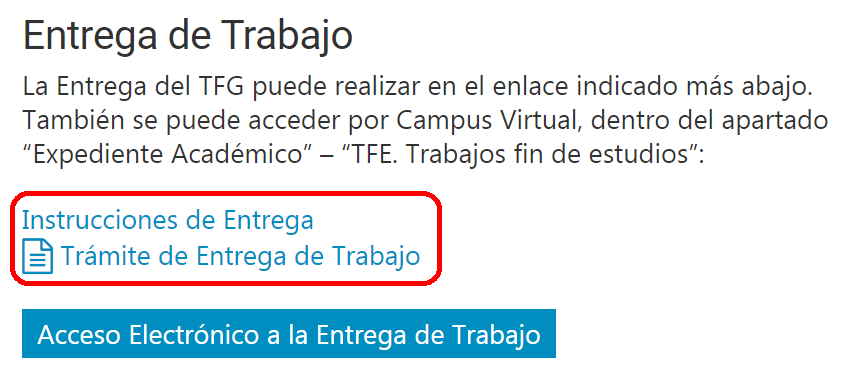 Entrega de Trabajo
La Entrega del TFG puede realizar en el enlace indicado más abajo.
También se puede acceder por Campus Virtual, dentro del apartado
“Expediente Académico” – “TFE. Trabajos fin de estudios”:
Instrucciones de Entrega
Trámite de Entrega de Trabajo
Acceso Electrónico a la Entrega de Trabajo